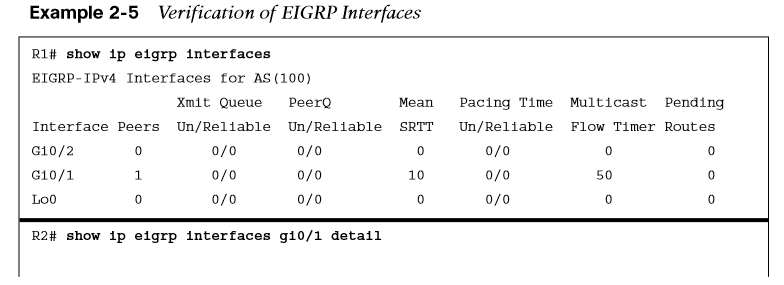 Example 2-5 Verification of EIGRP Interfaces
R1# show ip eigrp interfaces
EIGRP-IPv4 Interfaces for AS(100)
Xmit Queue PeerQ Mean Pacing Time Multicast Pending
Interface Peers Un/Reliable Un/Reliable SRTT Un/Reliable Flow Timer Routes
Gi0/2 0 0/0 0/0 0 0/0 0 0
Gi0/1 1 0/0 0/0 10 0/0 50 0
Lo0 0 0/0 0/0 0 0/0 0 0
R2# show ip eigrp interfaces gi0/1 detail